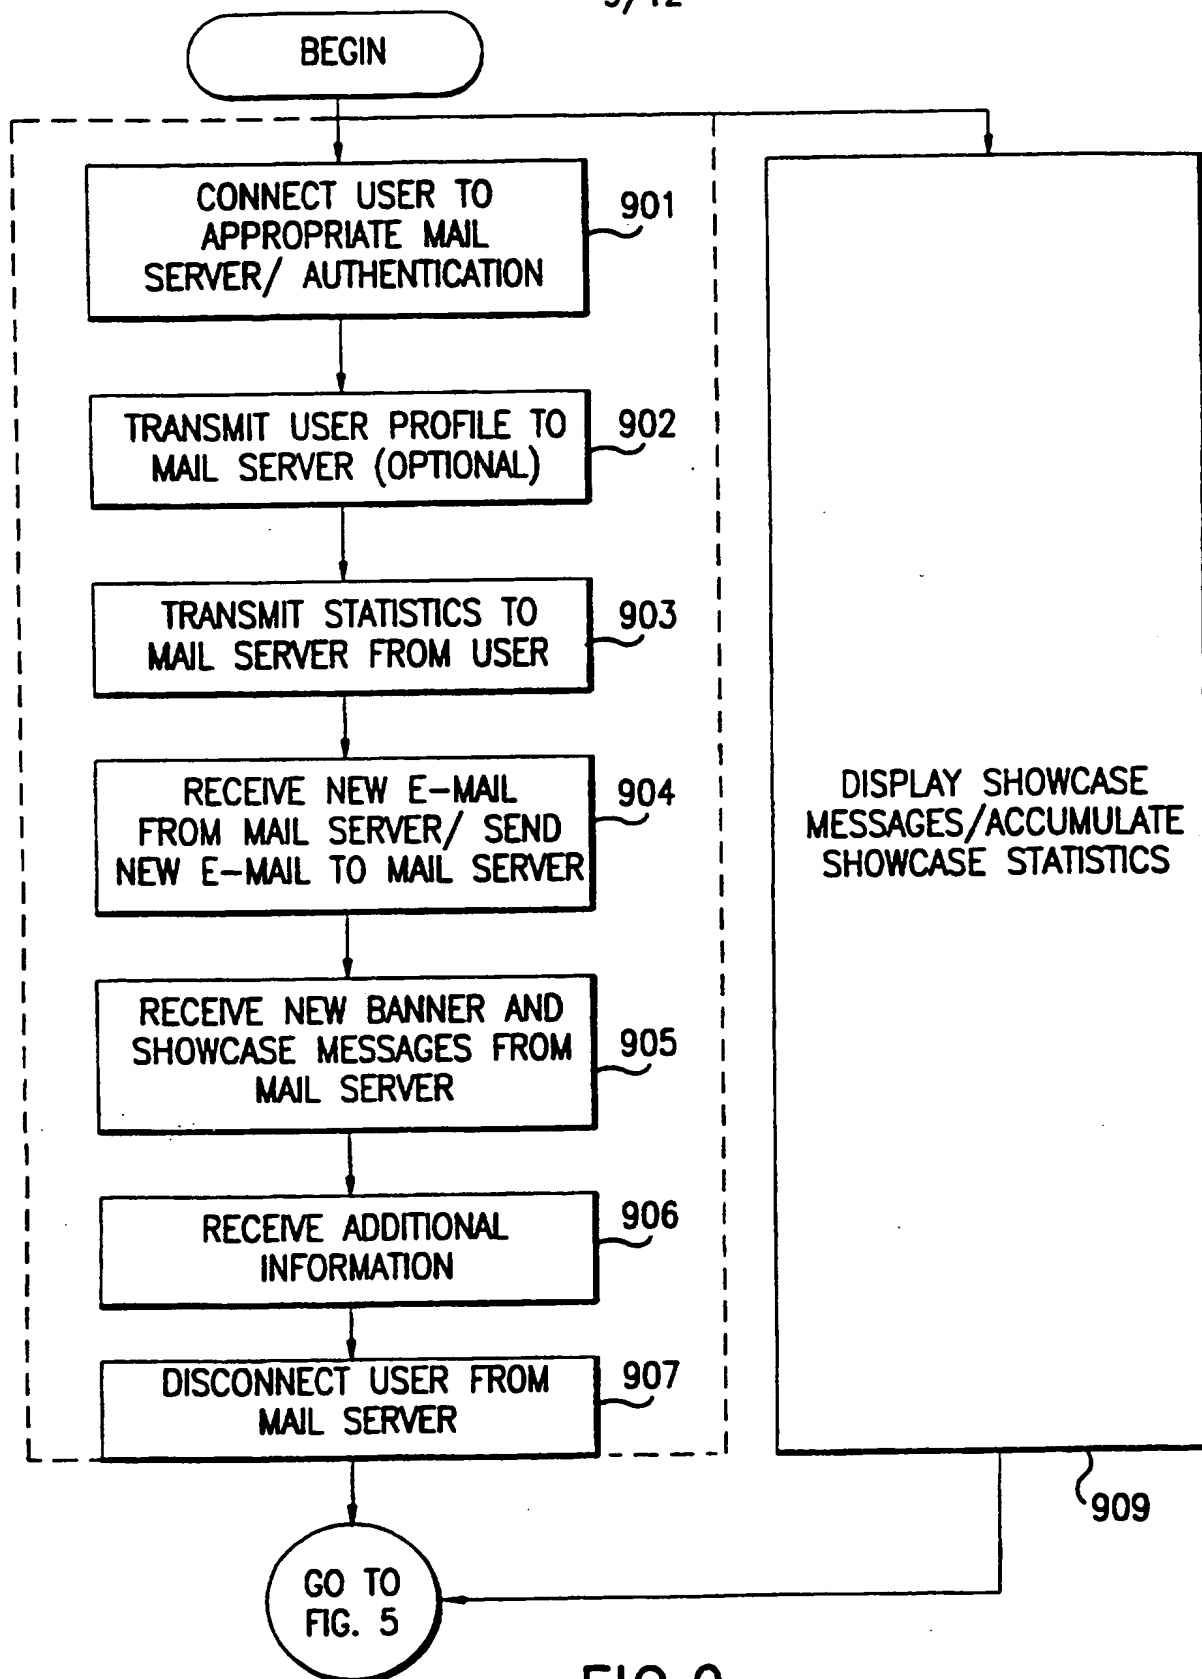 BEGIN
CONNECT USER TO
APPROPRIATE MAIL
SERVER/ AUTHENTICATION
901
TRANSMIT USER PROFILE TO
MAIL SERVER (OPTIONAL)
902
TRANSMIT STATISTICS TO
MAIL SERVER FROM USER
903
RECEIVE NEW E-MAIL
FROM MAIL SERVER/ SEND
NEW E-MAIL TO MAIL SERVER
904
RECEIVE NEW BANNER AND
SHOWCASE MESSAGES FROM
MAIL SERVER
905
RECEIVE ADDITIONAL
INFORMATION
906
DISCONNECT USER FROM
MAIL SERVER
907
DISPLAY SHOWCASE
MESSAGES/ACCUMULATE
SHOWCASE STATISTICS
909
GO TO
FIG. 5